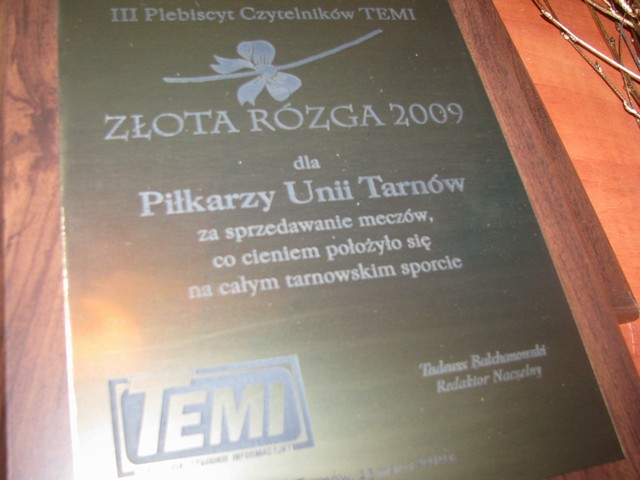 III Plebiscyt Czytelników TEMI
ZŁOTA RÓZGA 2009
dla
Piłkarzy Unii Tarnów
za sprzedawanie meczów,
co cieniem położyło się
na całym tarnowskim sporcie
Tadeusz Bałchanowski
Redaktor Naczelny
TEMI
INFORMACYJNY